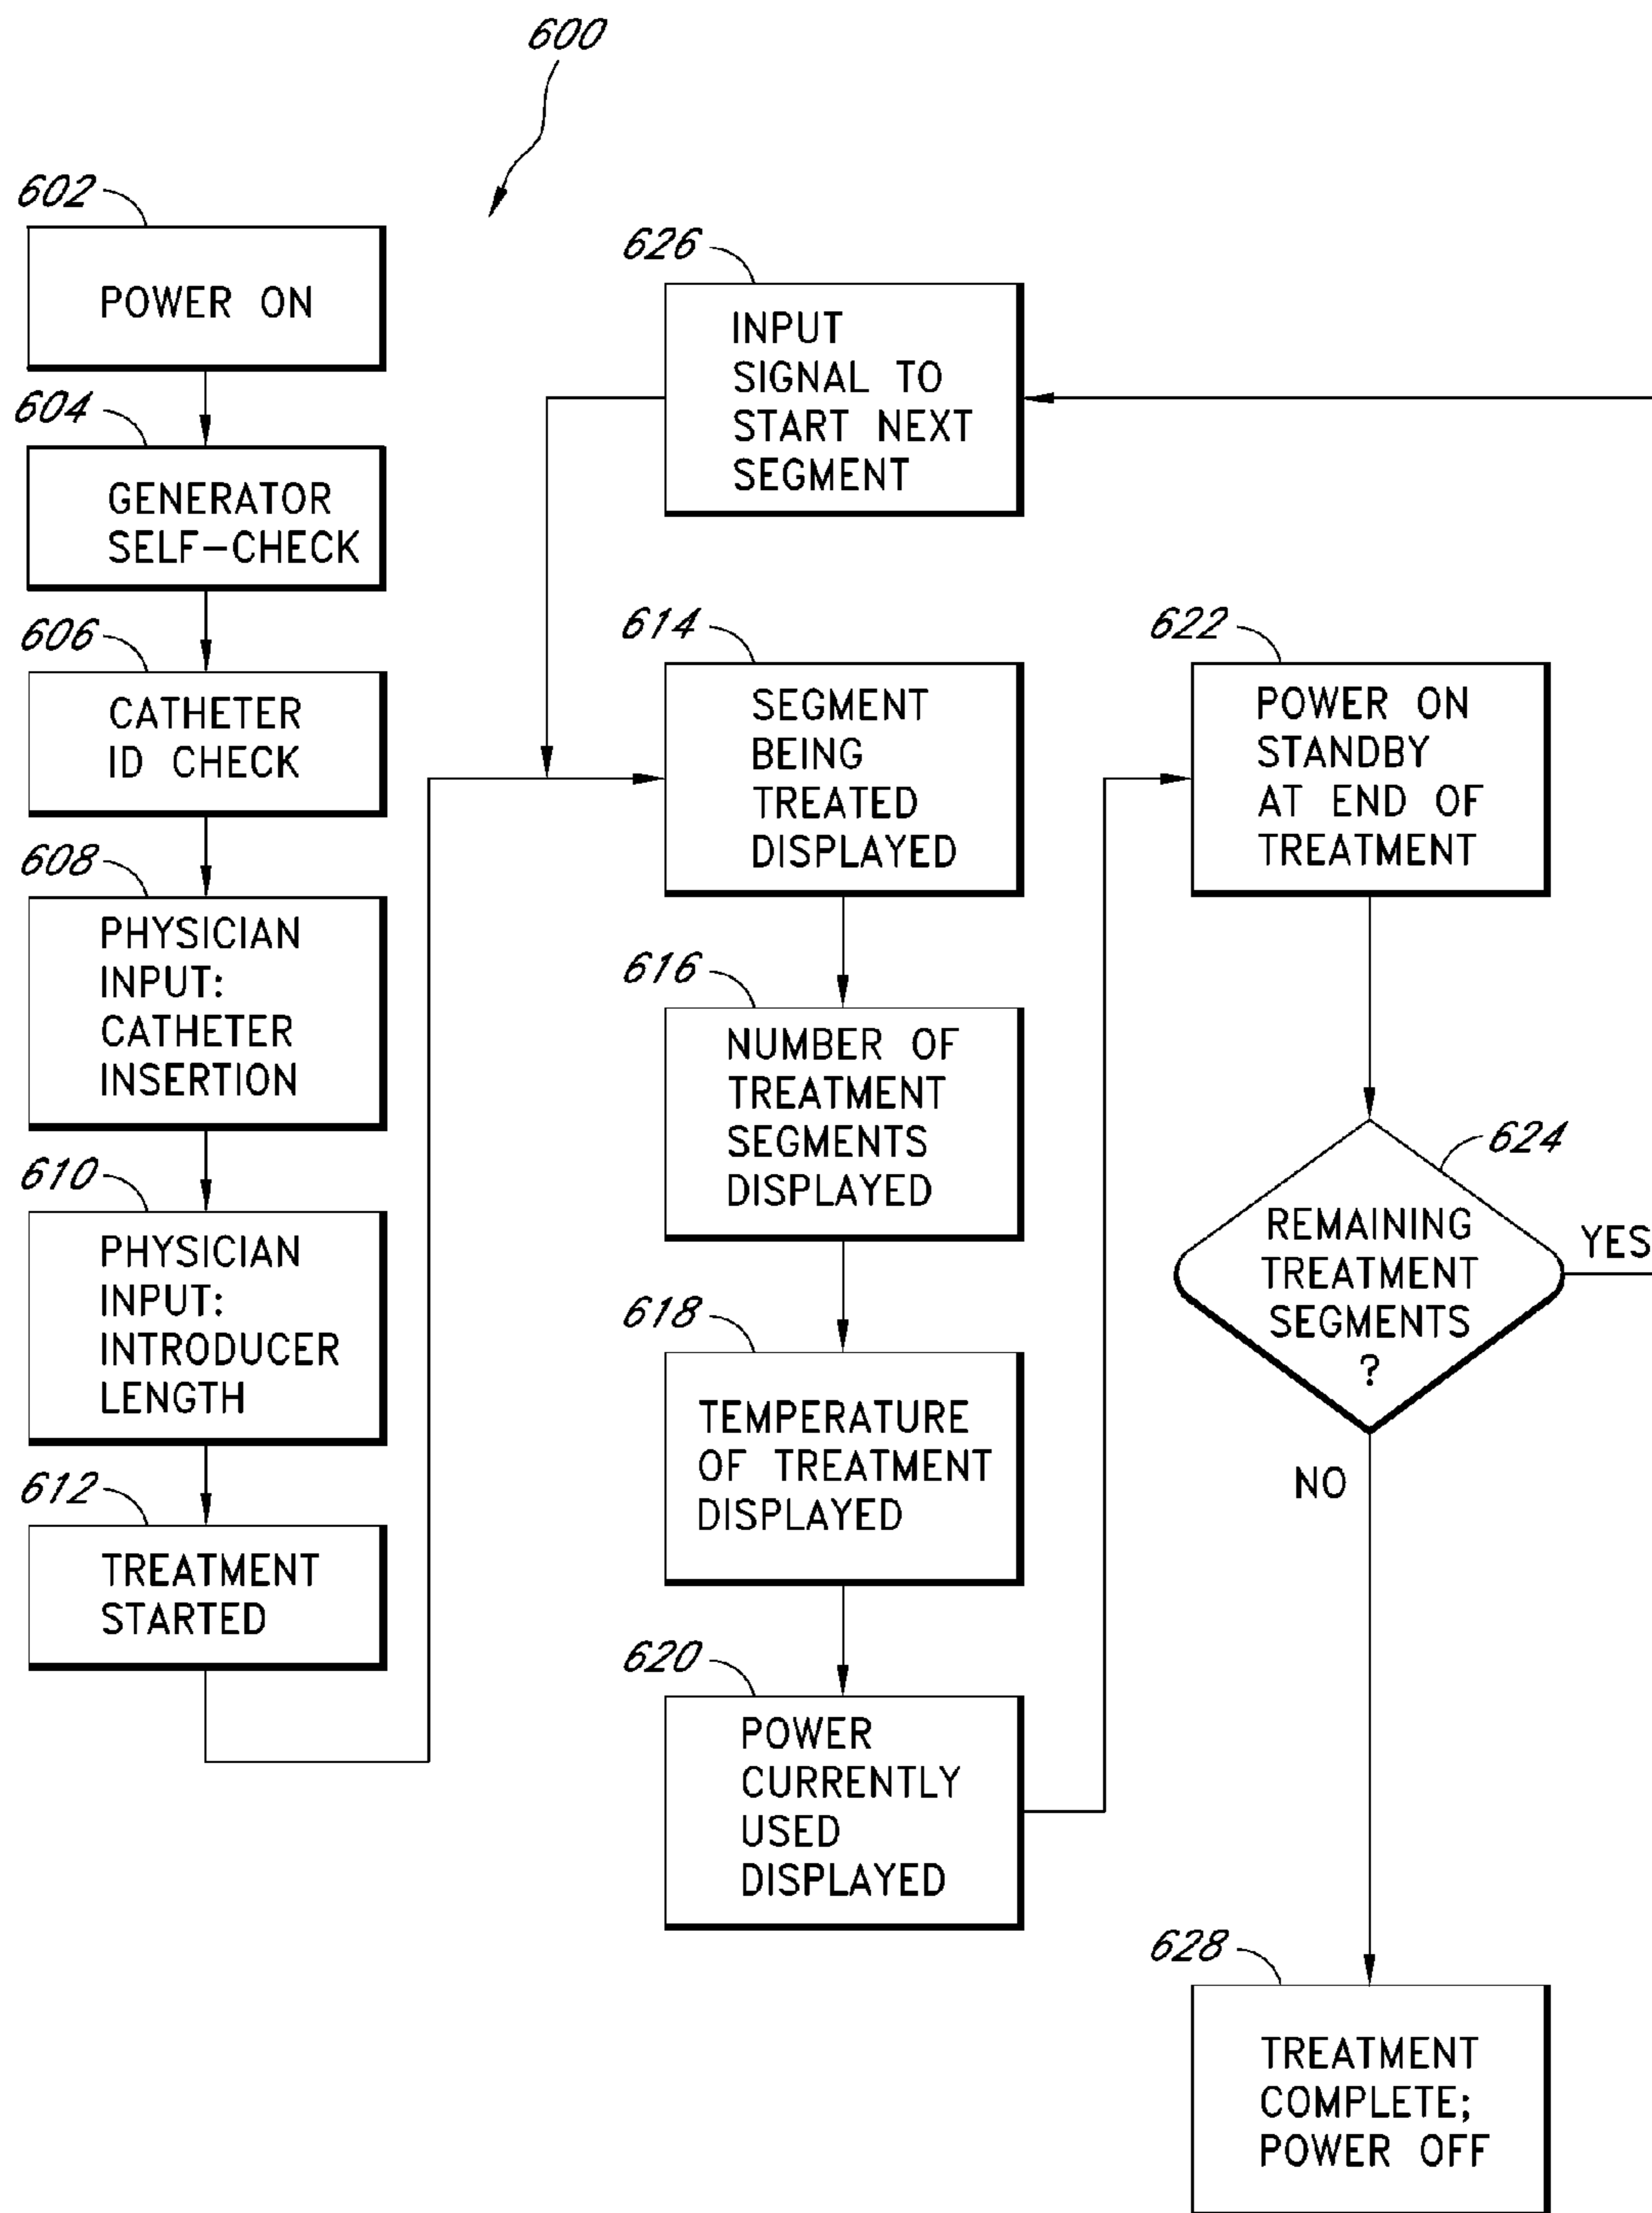 600
602
POWER ON
604
GENERATOR
SELF-CHECK
606
CATHETER
ID CHECK
608
PHYSICIAN
INPUT:
CATHETER
INSERTION
610
PHYSICIAN
INPUT:
INTRODUCER
LENGTH
612
TREATMENT
STARTED
626
INPUT
SIGNAL TO
START NEXT
SEGMENT
614
SEGMENT
BEING
TREATED
DISPLAYED
616
NUMBER OF
TREATMENT
SEGMENTS
DISPLAYED
618
TEMPERATURE
OF TREATMENT
DISPLAYED
620
POWER
CURRENTLY
USED
DISPLAYED
622
POWER ON
STANDBY
AT END OF
TREATMENT
624
REMAINING
TREATMENT
SEGMENTS
?
YES
NO
628
TREATMENT
COMPLETE;
POWER OFF